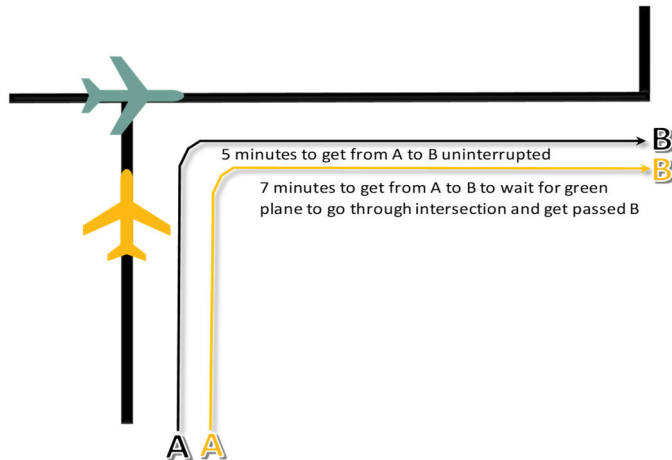 B
5 minutes to get from A to B uninterrupted
B
7 minutes to get from A to B to wait for green
plane to go through intersection and get passed B
A A